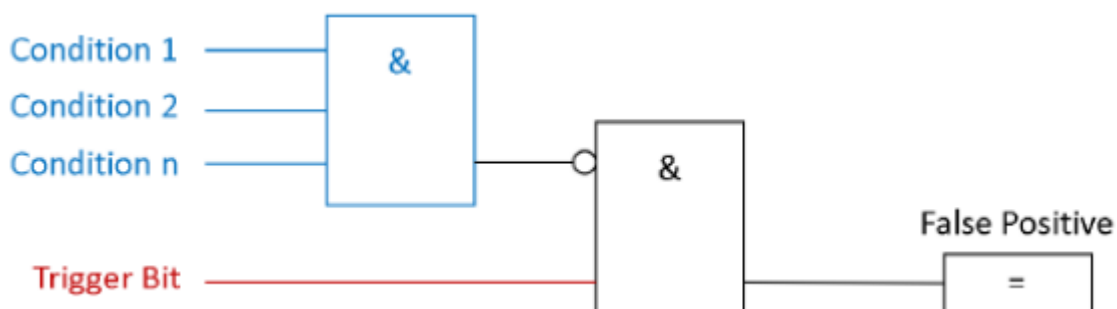 Condition 1
&
Condition 2
Condition n
&
False Positive
Trigger Bit
=